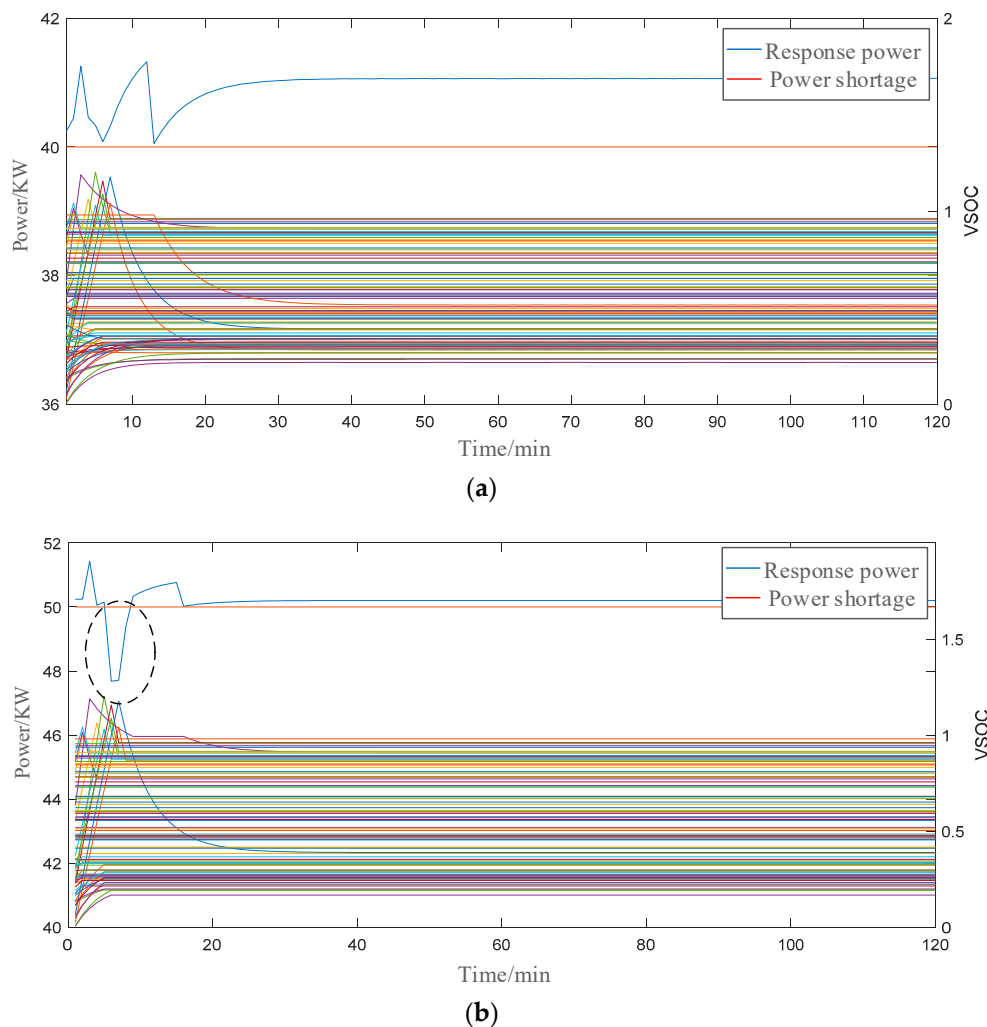 42
40
38
36
Power/KW
2
1
0
VSOC
Response power
Power shortage
10 20 30 40 50 60 70 80 90 100 110 120
Time/min
(a)
52
50
48
46
44
42
40
Power/KW
1.5
1
0.5
0
VSOC
Response power
Power shortage
0 20 40 60 80 100 120
Time/min
(b)